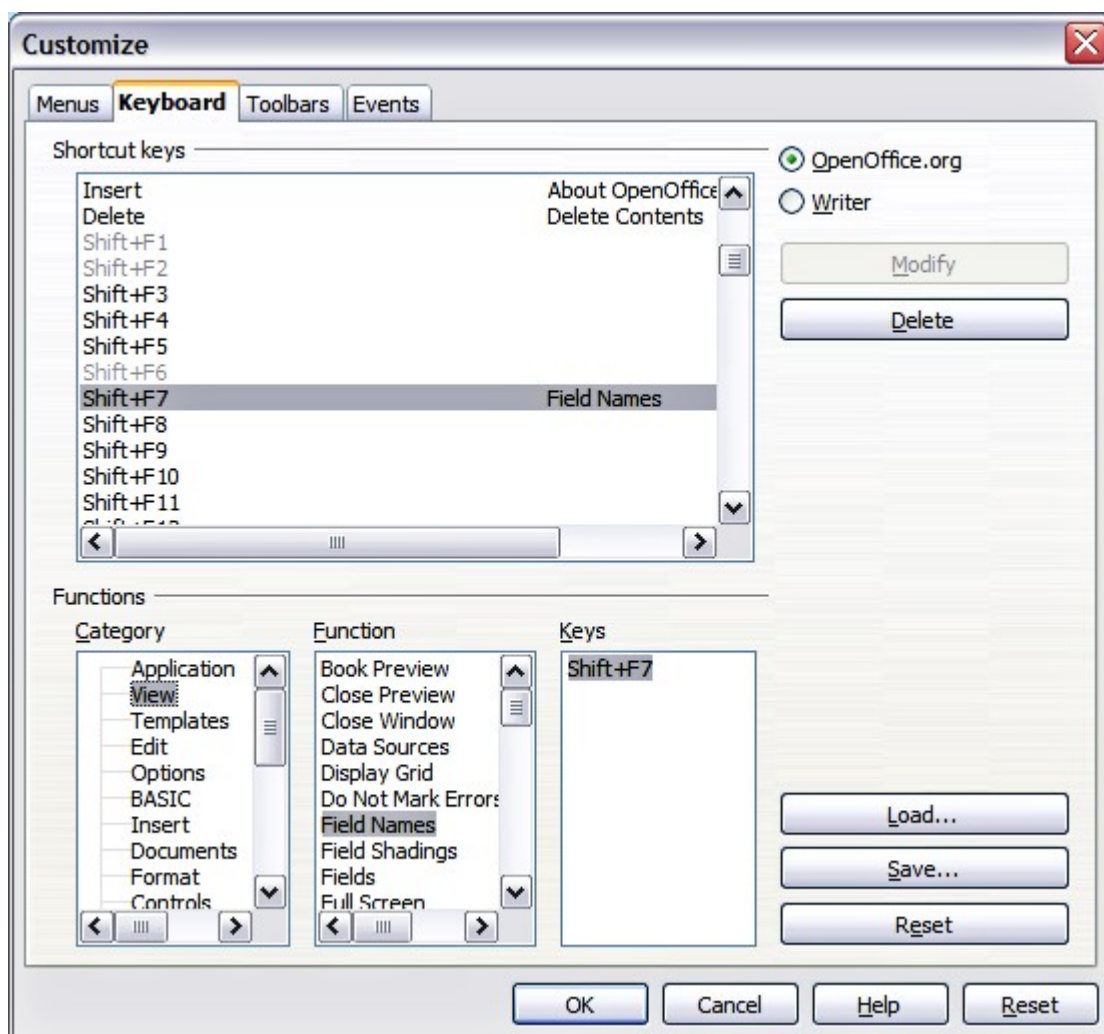 Customize
Menus Keyboard Toolbars Events
Shortcut keys
OpenOffice.org
Writer
Insert About OpenOffice
Delete Delete Contents
Shift+F1
Shift+F2
Modify
Shift+F3
Shift+F4
Delete
Shift+F5
Shift+F6
Shift+F7 Field Names
Shift+F8
Shift+F9
Shift+F10
Shift+F11
Functions
Category Function Keys
Application Book Preview Shift+F7
View Close Preview
Templates Close Window
Edit Data Sources
Options Display Grid
BASIC Do Not Mark Errors
Insert Field Names
Documents Field Shadings
Format Fields
Controls Full Screen
Load...
Save...
Reset
OK Cancel Help Reset